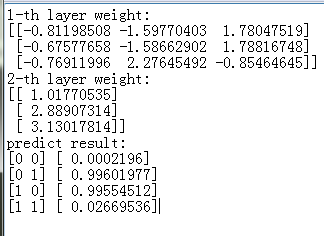 1-th layer weight:
[[-0.81198508 -1.59770403  1.78047519]
 [-0.67577658 -1.58662902  1.78816748]
 [-0.76911996  2.27645492 -0.85464645]]
2-th layer weight:
[[ 1.01770535]
 [ 2.88907314]
 [ 3.13017814]]
predict result:
[0 0] [ 0.0002196]
[0 1] [ 0.99601977]
[1 0] [ 0.99554512]
[1 1] [ 0.02669536]